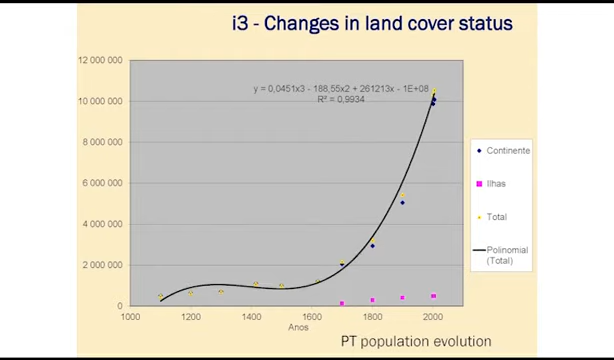 i3 - Changes in land cover status
12 000 000
10 000 000
8 000 000
6 000 000
4 000 000
2 000 000
0
y = 0,0451x3 - 188,55x2 + 261213x - 1E+08
R² = 0,9934
1000 1200 1400 1600 1800 2000
Anos
Continente
Ilhas
Total
Polinomial
(Total)
PT population evolution